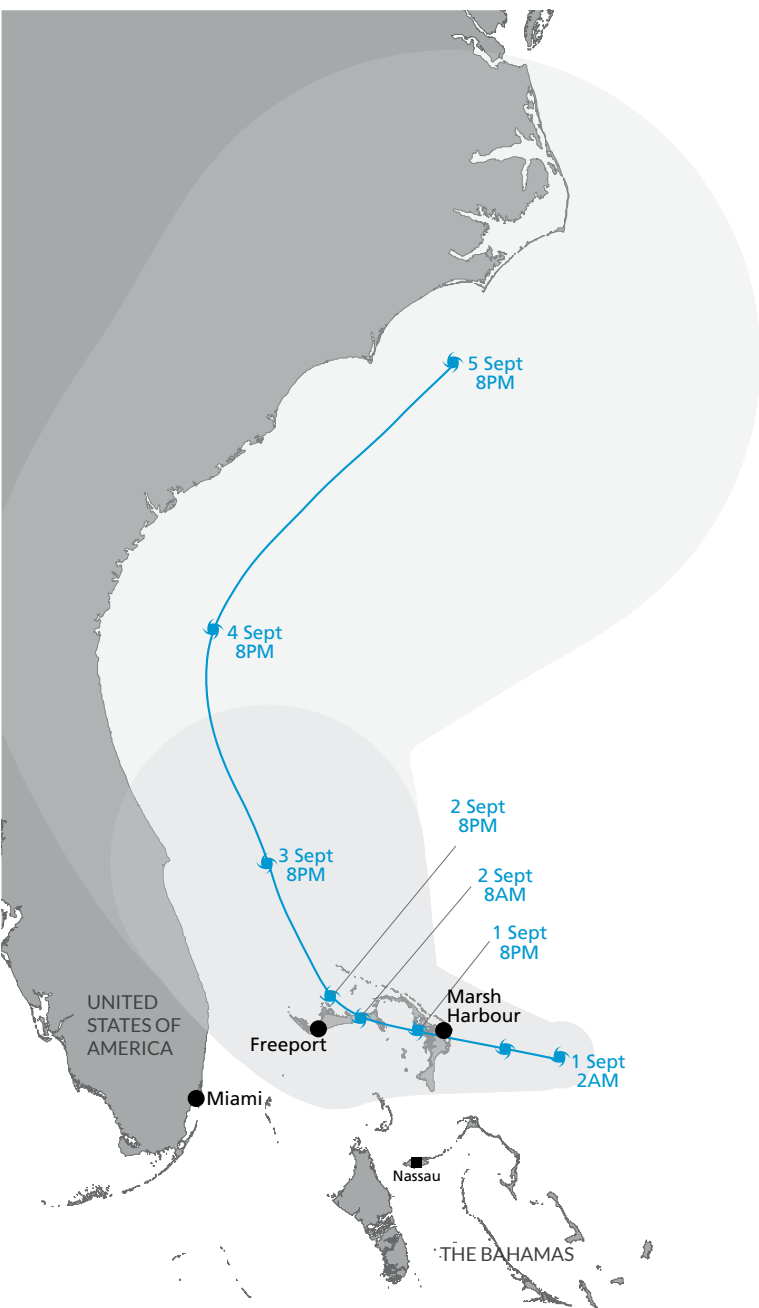 5 Sept
8PM
4 Sept
8PM
2 Sept
8PM
3 Sept
8PM
2 Sept
8AM
1 Sept
8PM
Marsh
Harbour
UNITED
STATES OF
AMERICA
Freeport
1 Sept
2AM
Miami
Nassau
THE BAHAMAS